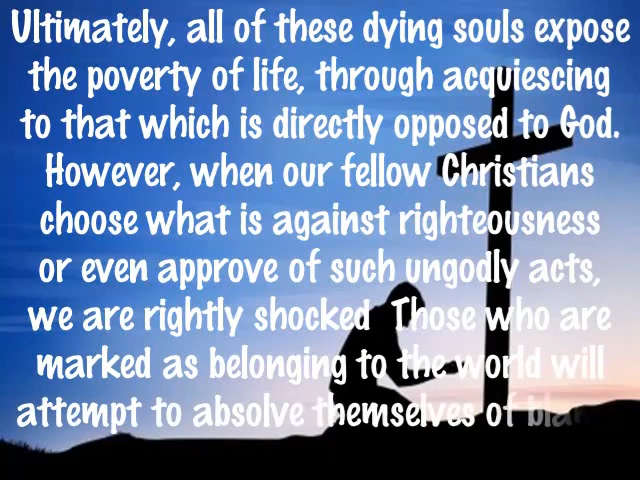 Ultimately, all of these dying souls expose
the poverty of life, through acquiescing
to that which is directly opposed to God.
However, when our fellow Christians
choose what is against righteousness
or even approve of such ungodly acts,
we are rightly shocked Those who are
marked as belonging to the world will
attempt to absolve themselves of